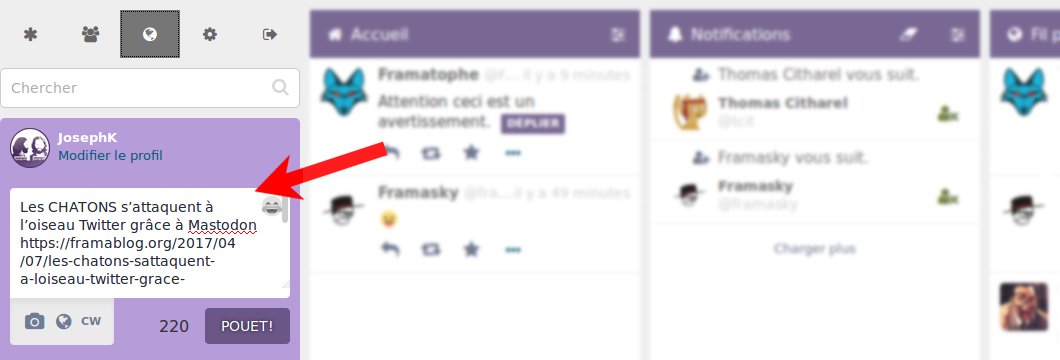 Chercher
JosephK
Modifier le profil
Les CHATONS s’attaquent à
l’oiseau Twitter grâce à Mastodon
https://framablog.org/2017/04
/07/les-chatons-sattaquent-
a-loiseau-twitter-grace-
CW
220
POUET!
Accueil
Framatophe @F... il y a 9 minutes
Attention ceci est un
avertissement. DÉPLIER
Framasky @fra...il y a 49 minutes
Notifications
Thomas Citharel vous suit.
Thomas Citharel
@tcit
Framasky vous suit.
Framasky
@framasky
Charger plus
Fil p